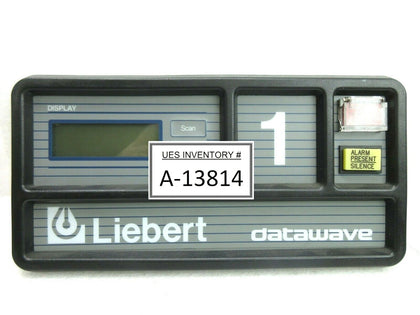 DISPLAY
Scan
1
UES INVENTORY #
A-13814
ALARM
PRESENT
SILENCE
Liebert datawave